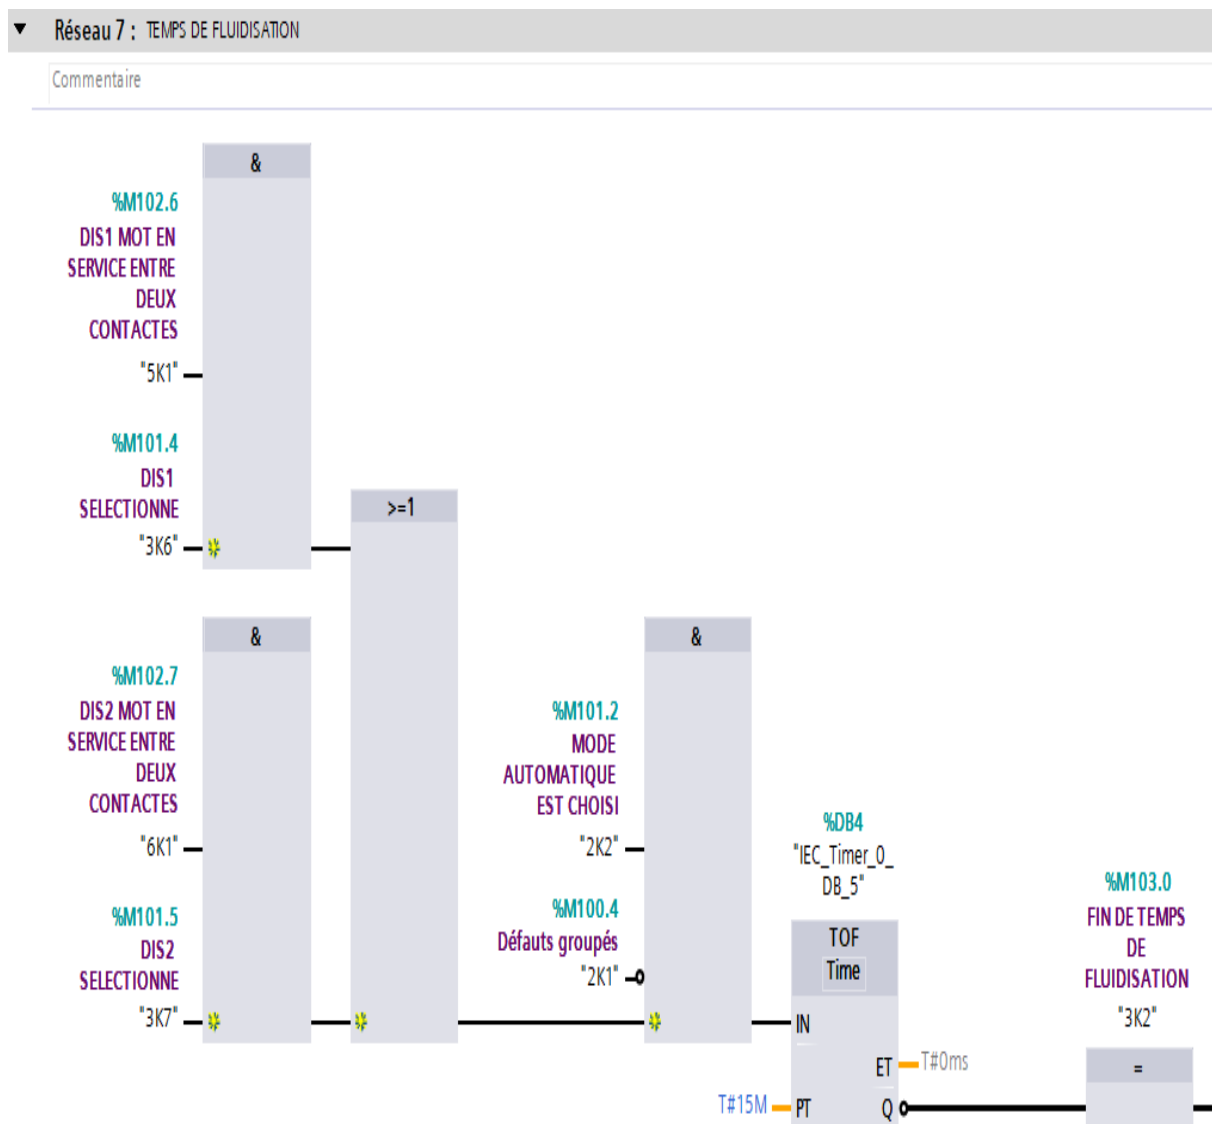 Réseau 7 : TEMPS DE FLUIDISATION
Commentaire
&
%M102.6
DIS1 MOT EN
SERVICE ENTRE
DEUX
CONTACTES
"5K1"
%M101.4
DIS1
SELECTIONNE
"3K6"
>=1
&
%M102.7
DIS2 MOT EN
SERVICE ENTRE
DEUX
CONTACTES
"6K1"
%M101.5
DIS2
SELECTIONNE
"3K7"
&
%M101.2
MODE
AUTOMATIQUE
EST CHOISI
"2K2"
%M100.4
Défauts groupés
"2K1"
%DB4
"IEC_Timer_0_
DB_5"
TOF
Time
IN
ET
T#0ms
T#15M
PT
Q
%M103.0
FIN DE TEMPS
DE
FLUIDISATION
"3K2"
=